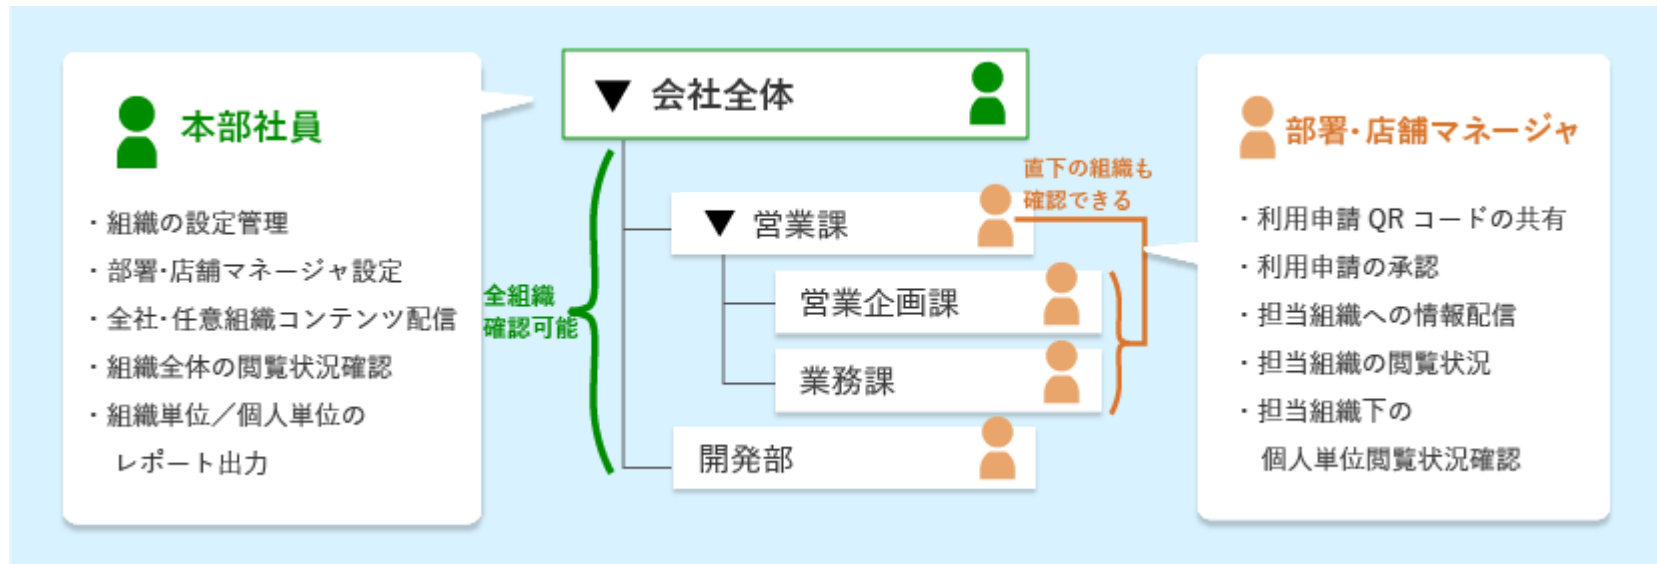 本部社員
・組織の設定管理
・部署・店舗マネージャ設定
・全社・任意組織コンテンツ配信
・組織全体の閲覧状況確認
・組織単位／個人単位の
レポート出力
全組織
確認可能
▼ 会社全体
▼ 営業課
営業企画課
業務課
開発部
直下の組織も
確認できる
部署・店舗マネージャ
・利用申請 QR コードの共有
・利用申請の承認
・担当組織への情報配信
・担当組織の閲覧状況
・担当組織下の
個人単位閲覧状況確認